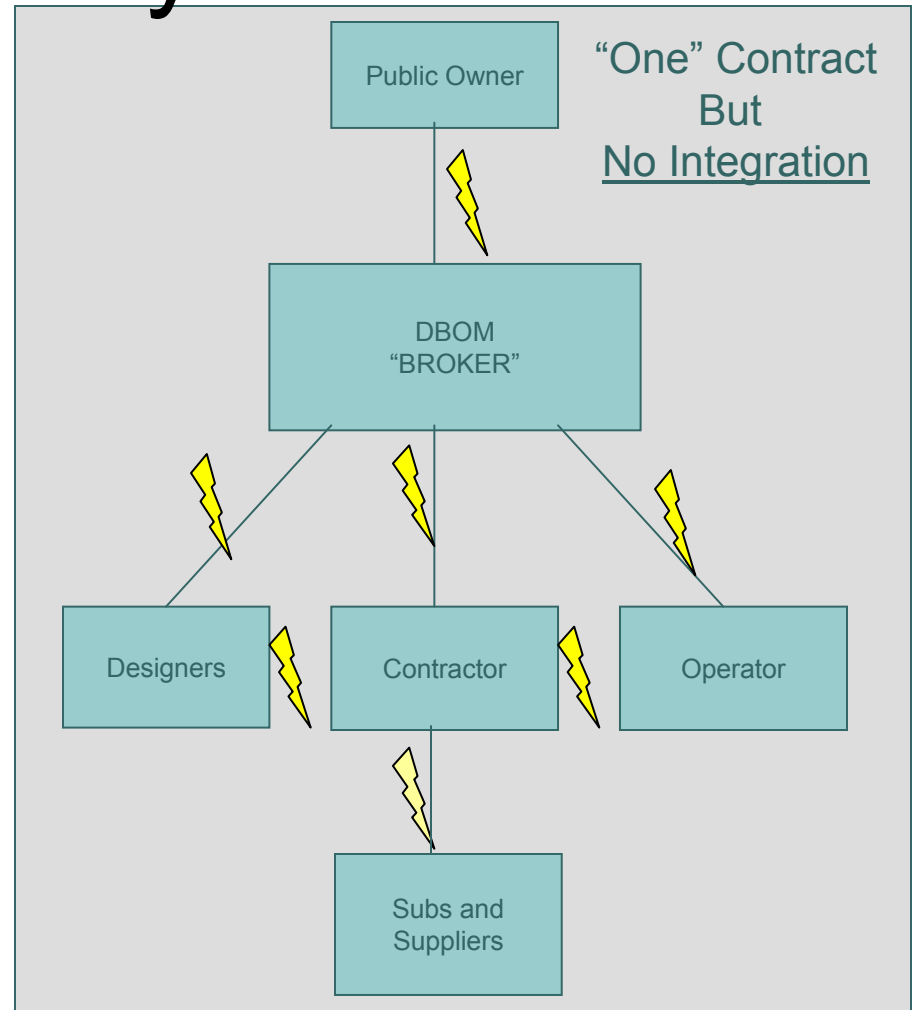 Public Owner
“One” Contract
But
No Integration
DBOM
“BROKER”
Designers
Contractor
Operator
Subs and
Suppliers